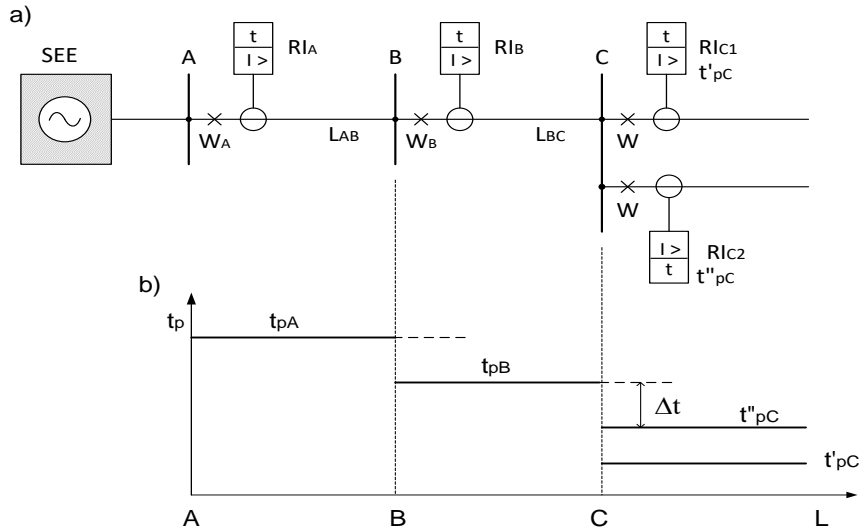 a)
SEE
A
t
I >
RIA
B
t
I >
RIB
C
t
I >
RIC1
t'pC
WA
LAB
WB
LBC
W
W
I >
t
RIC2
t"pC
b)
tp
tpA
tpB
Δt
t"pC
t'pC
A
B
C
L